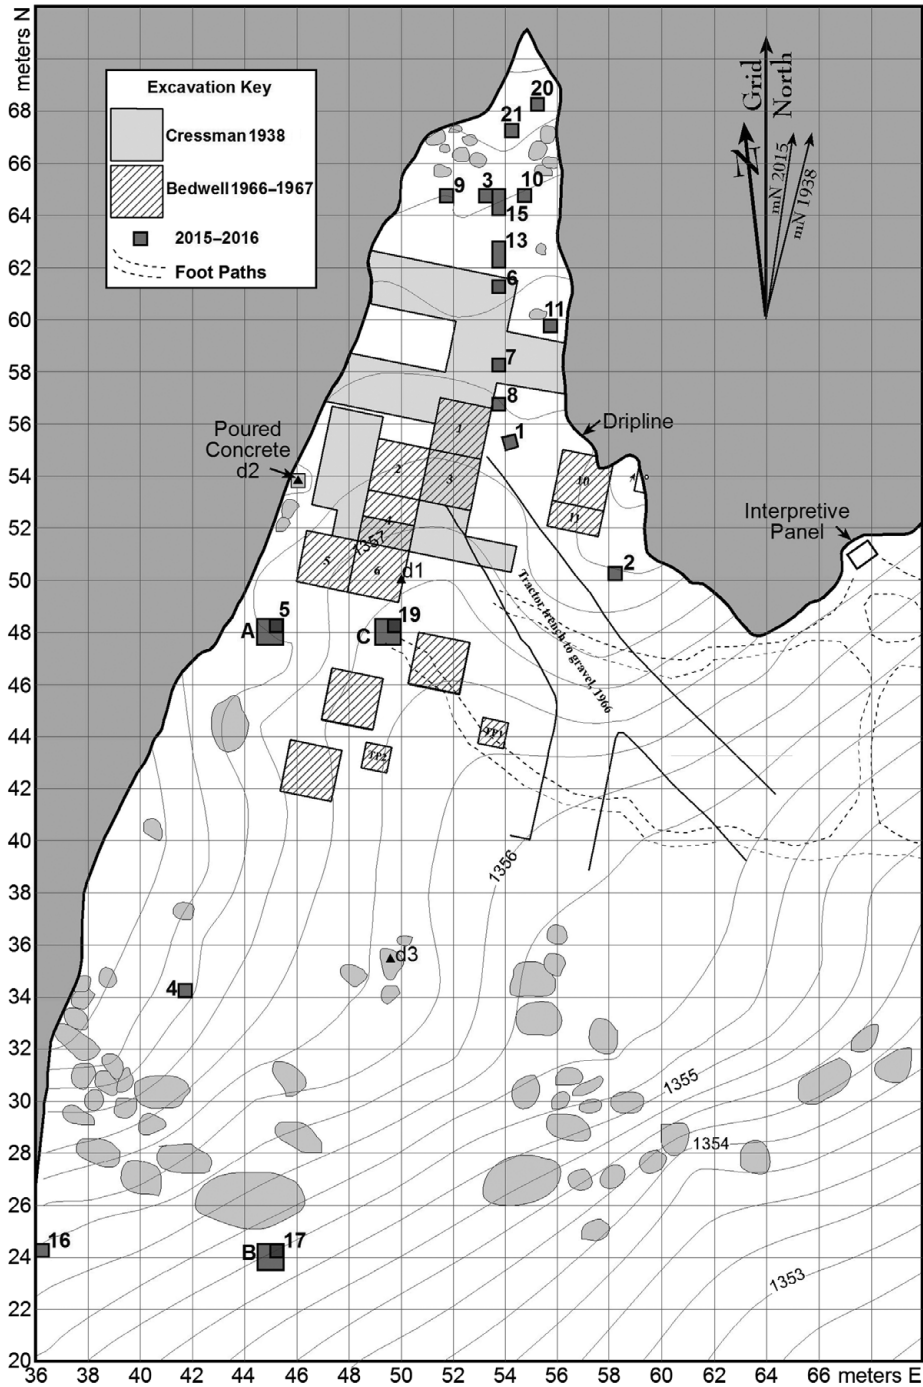 meters N
68
66
64
62
60
58
56
54
52
50
48
46
44
42
40
38
36
34
32
30
28
26
24
22
20
36
40
42
44
46
48
50
52
54
56
58
60
62
64
66
meters E
Excavation Key
Cressman 1938
Bedwell 1966–1967
2015–2016
Foot Paths
Grid
North
N
mN 2015
mN 1938
20
21
9
3
10
15
13
6
11
7
8
1
1
2
3
10
4
11
5
6
1357
Dripline
Poured
Concrete
d2
Interpretive
Panel
d1
2
A
5
C
19
Tractor trench to gravel, 1966
TP1
TP2
1356
d3
4
1355
1354
16
B
17
1353